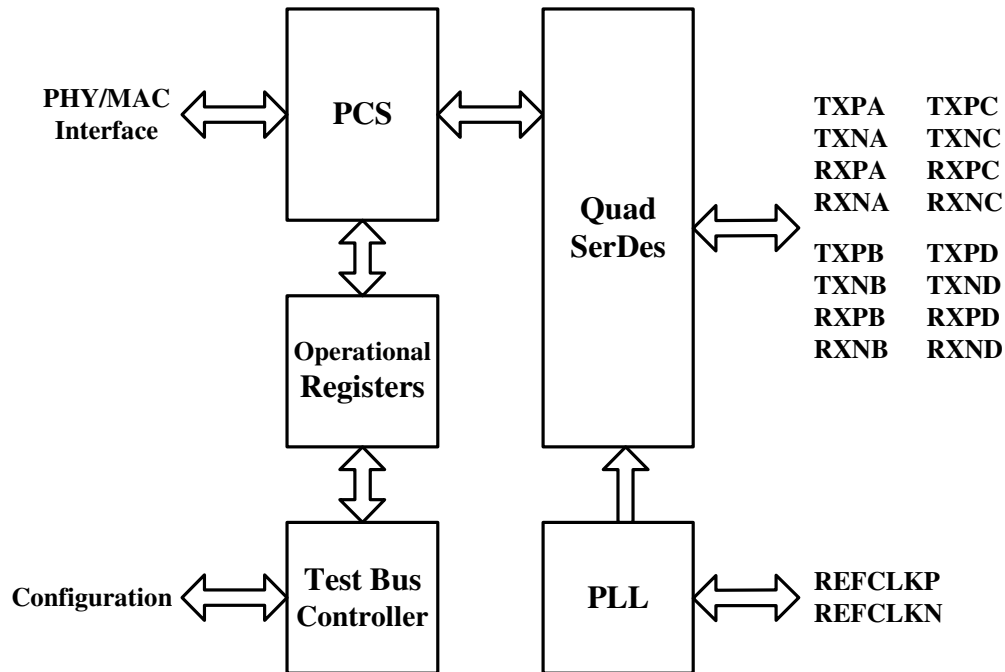 PHY/MAC
Interface
PCS
Quad
SerDes
TXPA TXPC
TXNA TXNC
RXPA RXPC
RXNA RXNC
TXPB TXPD
TXNB TXND
RXPB RXPD
RXNB RXND
Operational
Registers
Configuration
Test Bus
Controller
PLL
REFCLKP
REFCLKN